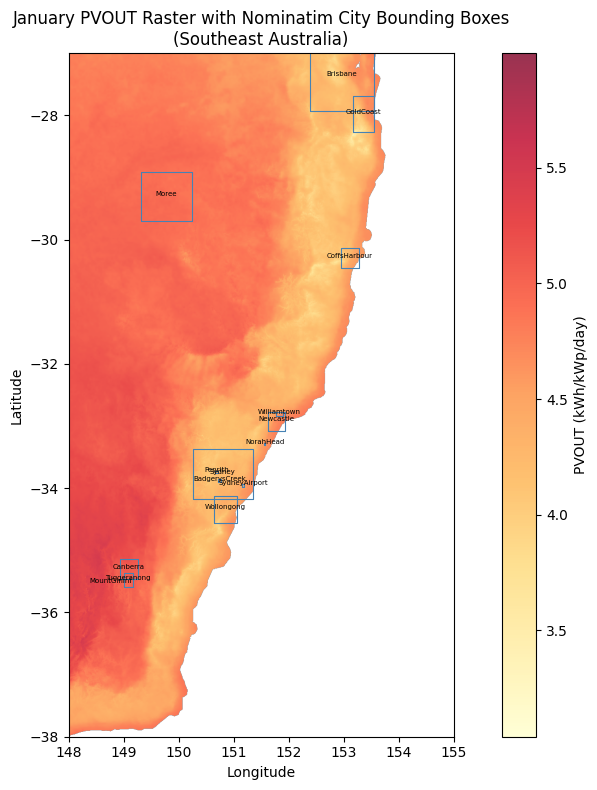 January PVOUT Raster with Nominatim City Bounding Boxes
(Southeast Australia)
Brisbane
GoldCoast
Moree
CoffsHarbour
Williamtown
Newcastle
NorahHead
Penrith
Sydney
BadgerysCreek
SydneyAirport
Wollongong
Canberra
Tuggeranong
MountGinini
−28
−30
−32
−34
−36
−38
148
149
150
151
152
153
154
155
Longitude
Latitude
5.5
5.0
4.5
4.0
3.5
PVOUT (kWh/kWp/day)